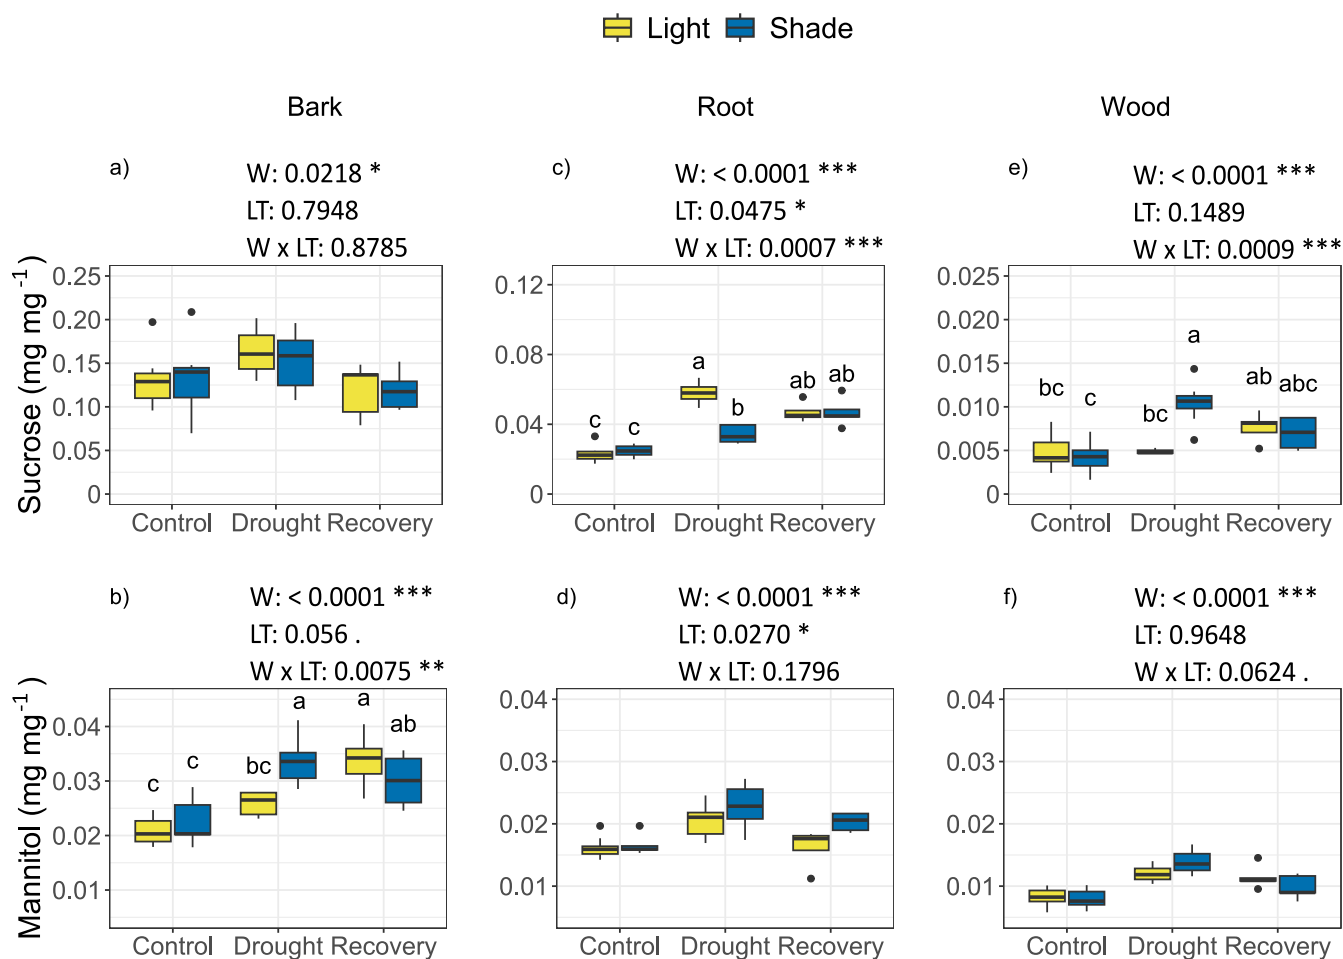 Light Shade
Bark Root Wood
a)
W: 0.0218 *
LT: 0.7948
W x LT: 0.8785
c)
W: < 0.0001 ***
LT: 0.0475 *
W x LT: 0.0007 ***
e)
W: < 0.0001 ***
LT: 0.1489
W x LT: 0.0009 ***
Sucrose (mg mg⁻¹)
0.25
0.20
0.15
0.10
0.05
0
Control Drought Recovery
0.12
0.08
0.04
0
c c a b ab ab
Control Drought Recovery
0.025
0.020
0.015
0.010
0.005
0
bc c bc a ab abc
Control Drought Recovery
b)
W: < 0.0001 ***
LT: 0.056 .
W x LT: 0.0075 **
d)
W: < 0.0001 ***
LT: 0.0270 *
W x LT: 0.1796
f)
W: < 0.0001 ***
LT: 0.9648
W x LT: 0.0624 .
Mannitol (mg mg⁻¹)
0.04
0.03
0.02
0.01
c c bc a a ab
Control Drought Recovery
0.04
0.03
0.02
0.01
Control Drought Recovery
0.04
0.03
0.02
0.01
Control Drought Recovery